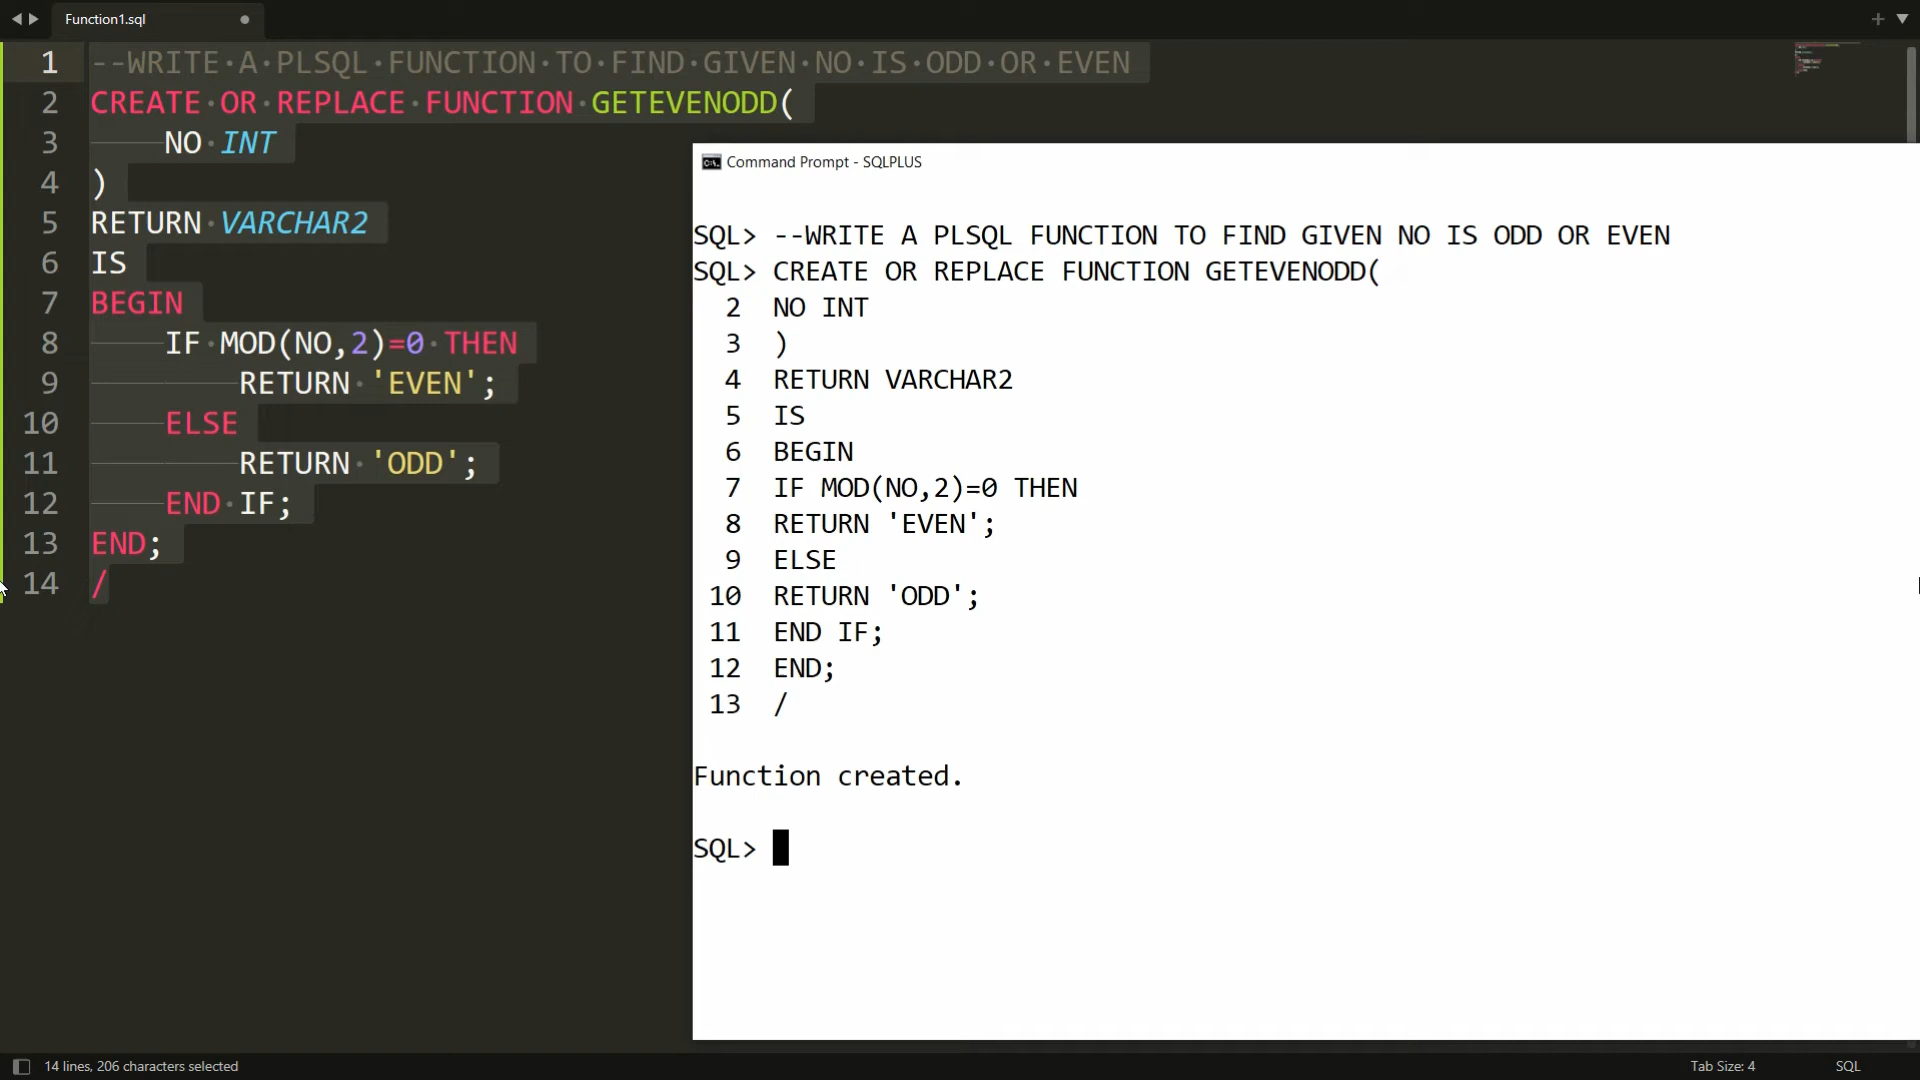 Function1.sql
1 --WRITE A PLSQL FUNCTION TO FIND GIVEN NO IS ODD OR EVEN
2 CREATE OR REPLACE FUNCTION GETEVENODD(
3 NO INT
4 )
5 RETURN VARCHAR2
6 IS
7 BEGIN
8 IF MOD(NO,2)=0 THEN
9 RETURN 'EVEN';
10 ELSE
11 RETURN 'ODD';
12 END IF;
13 END;
14 /
Command Prompt - SQLPLUS
SQL> --WRITE A PLSQL FUNCTION TO FIND GIVEN NO IS ODD OR EVEN
SQL> CREATE OR REPLACE FUNCTION GETEVENODD(
2 NO INT
3 )
4 RETURN VARCHAR2
5 IS
6 BEGIN
7 IF MOD(NO,2)=0 THEN
8 RETURN 'EVEN';
9 ELSE
10 RETURN 'ODD';
11 END IF;
12 END;
13 /
Function created.
SQL>
14 lines, 206 characters selected
Tab Size: 4
SQL